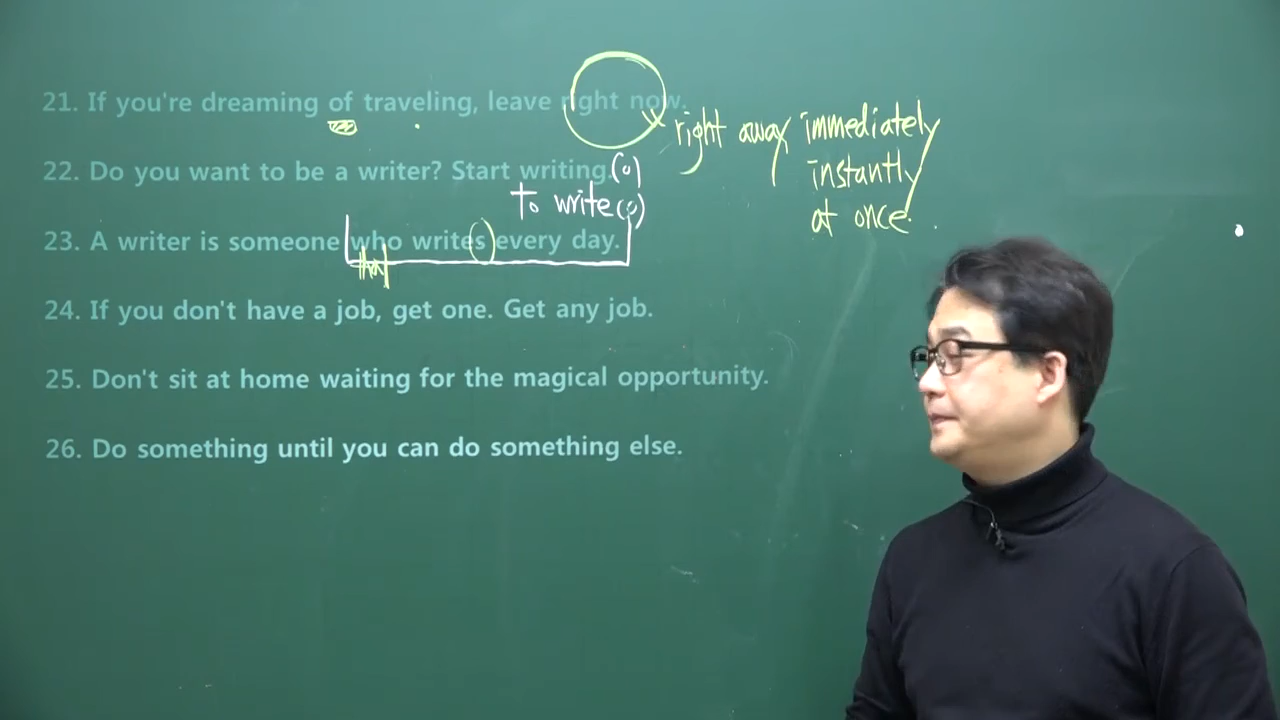 21. If you're dreaming of traveling, leave right now.
right away immediately
22. Do you want to be a writer? Start writing. (o)
instantly
to write (o)
at once.
23. A writer is someone who writes every day.
that
24. If you don't have a job, get one. Get any job.
25. Don't sit at home waiting for the magical opportunity.
26. Do something until you can do something else.